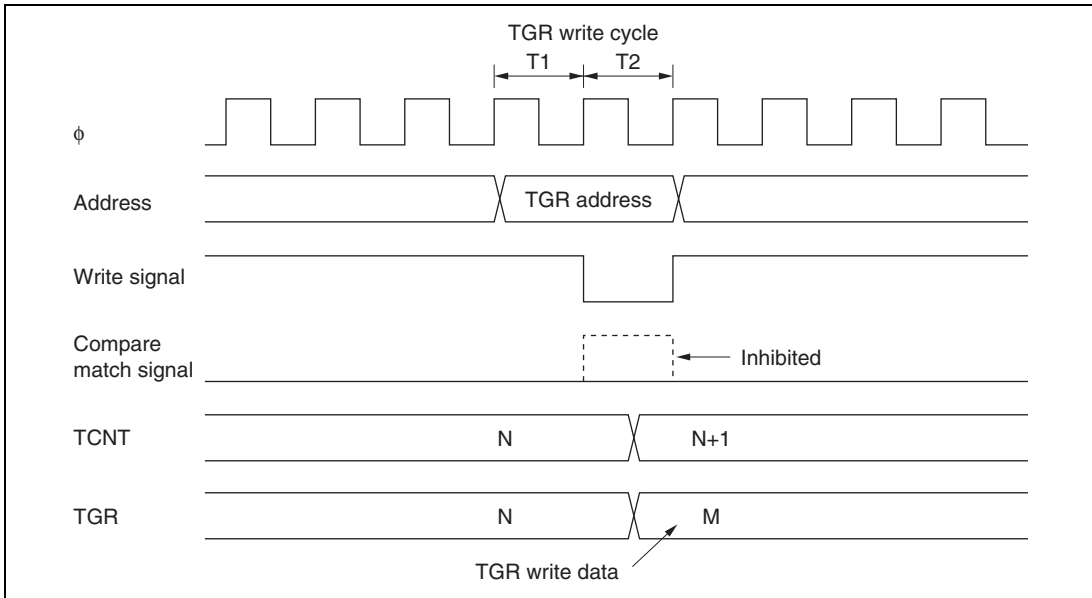 TGR write cycle
T1 T2
ϕ
Address TGR address
Write signal
Compare
match signal Inhibited
TCNT N N+1
TGR N M
TGR write data